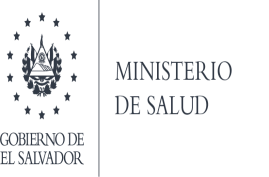 MINISTERIO
DE SALUD
GOBIERNO DE
EL SALVADOR